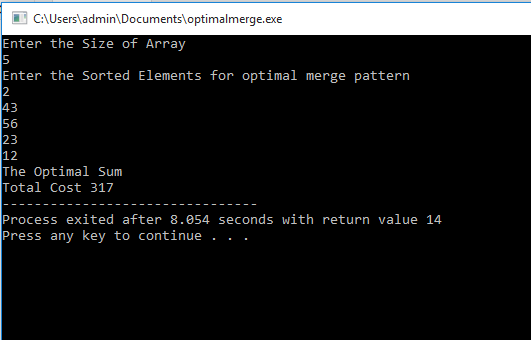 C:\Users\admin\Documents\optimalmerge.exe
Enter the Size of Array
5
Enter the Sorted Elements for optimal merge pattern
2
43
56
23
12
The Optimal Sum
Total Cost 317
--------------------------------
Process exited after 8.054 seconds with return value 14
Press any key to continue . . .